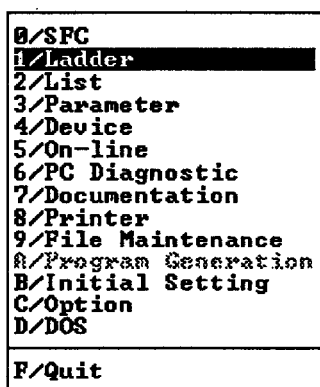 0/SFC
1/Ladder
2/List
3/Parameter
4/Device
5/On-line
6/PC Diagnostic
7/Documentation
8/Printer
9/File Maintenance
A/Program Generation
B/Initial Setting
C/Option
D/DOS
F/Quit